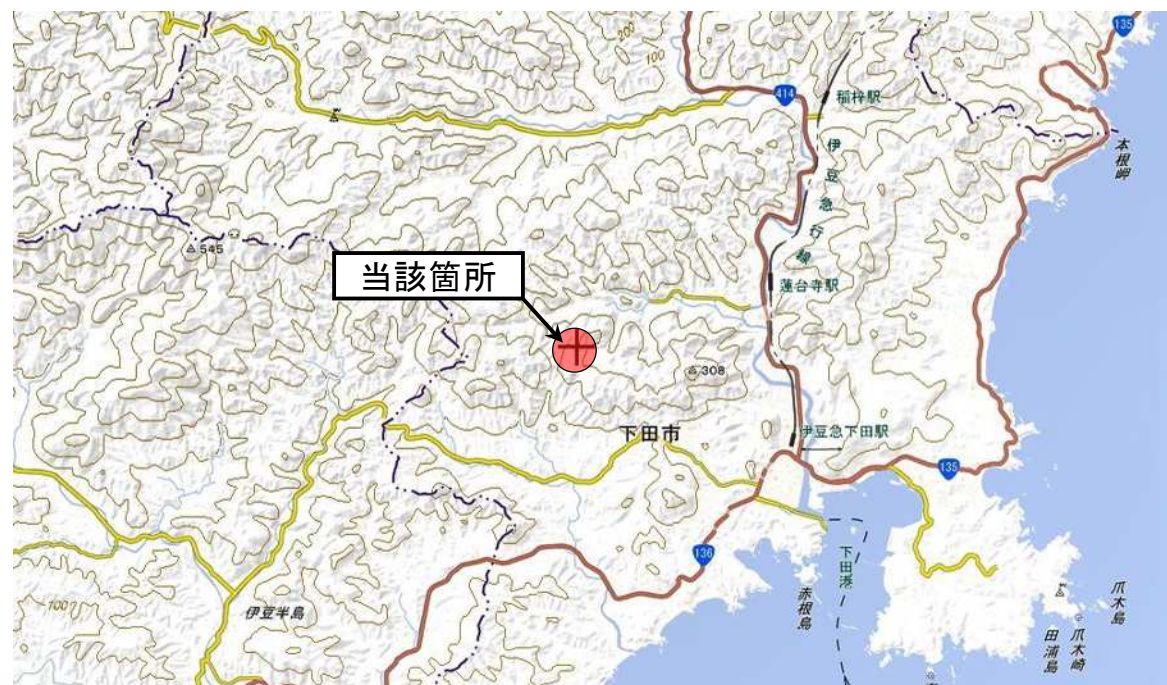 135
200
100
414
稲梓駅
本根岬
伊豆急行線
545
当該箇所
蓮台寺駅
308
下田市
伊豆急下田駅
135
136
下田港
100
伊豆半島
赤根島
爪木島
爪木崎
田浦島